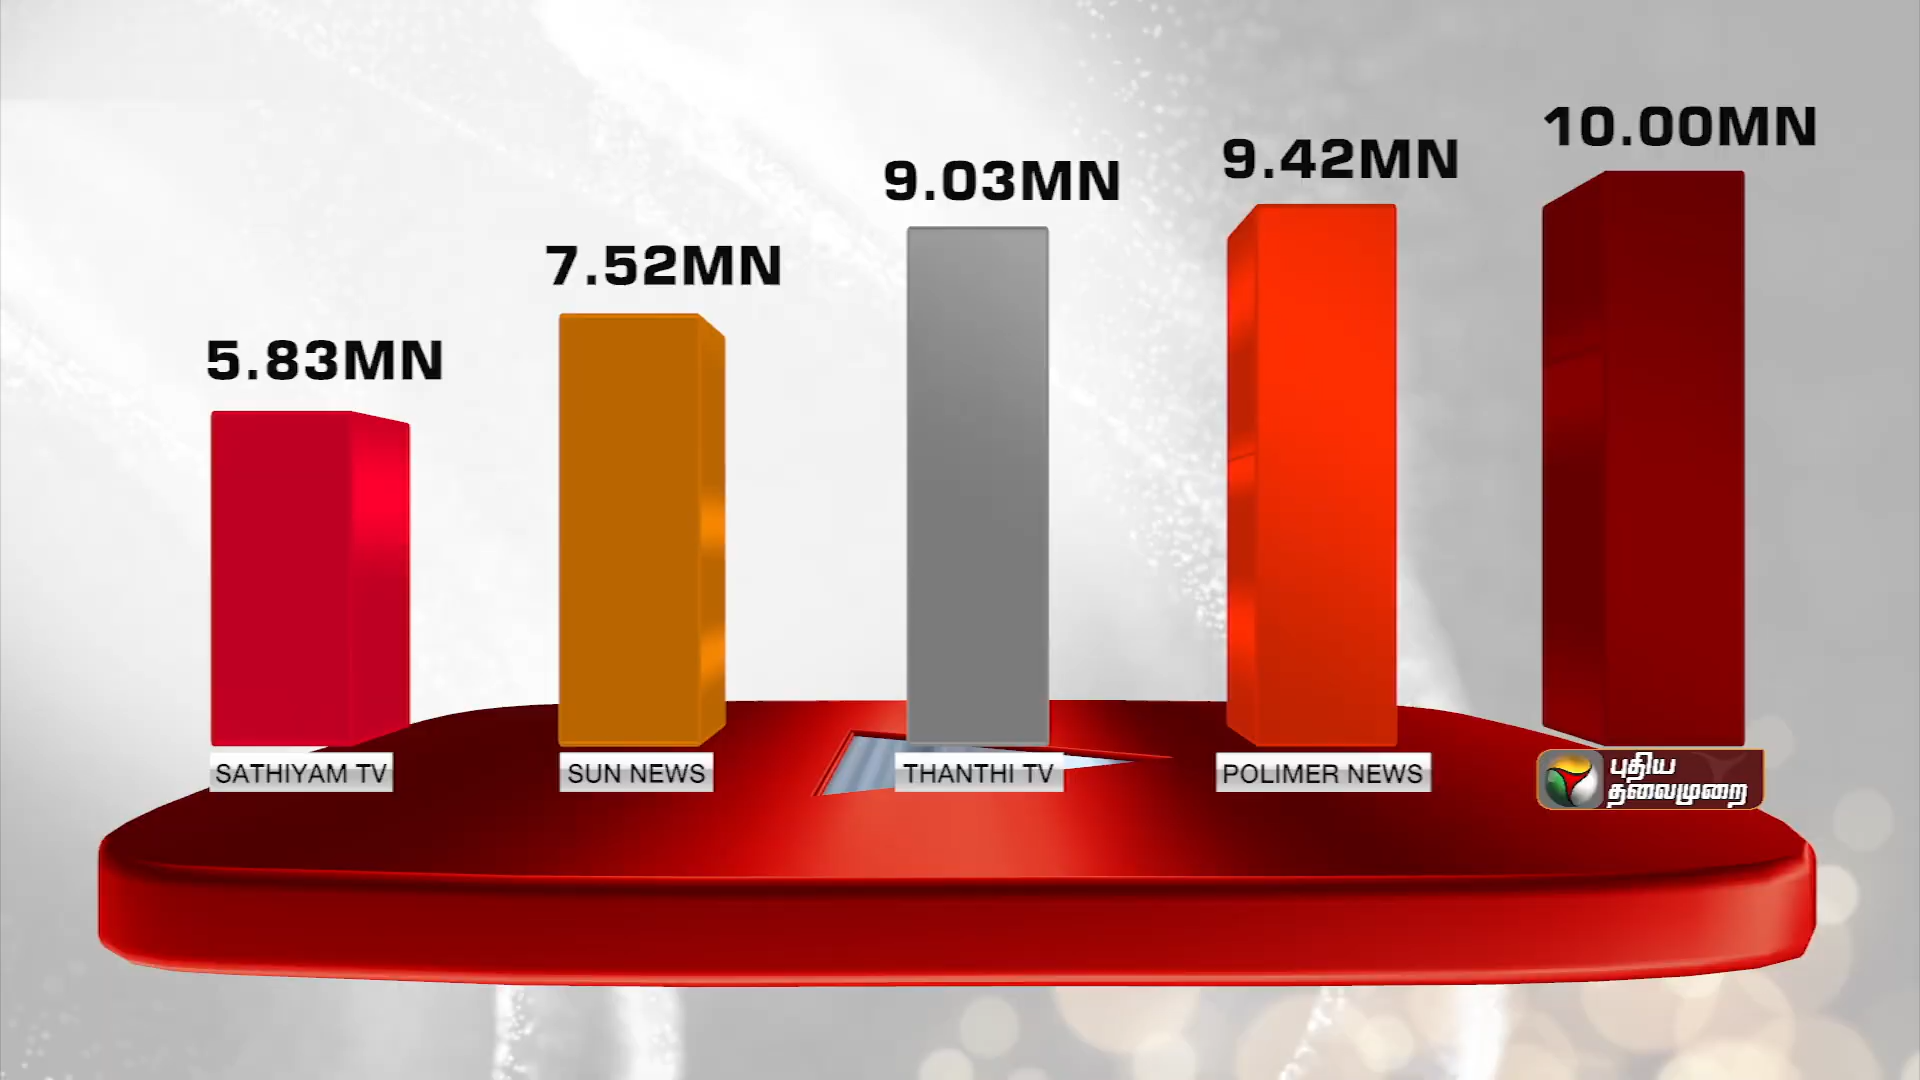 5.83MN
7.52MN
9.03MN
9.42MN
10.00MN
SATHIYAM TV
SUN NEWS
THANTHI TV
POLIMER NEWS
புதிய
தலைமுறை